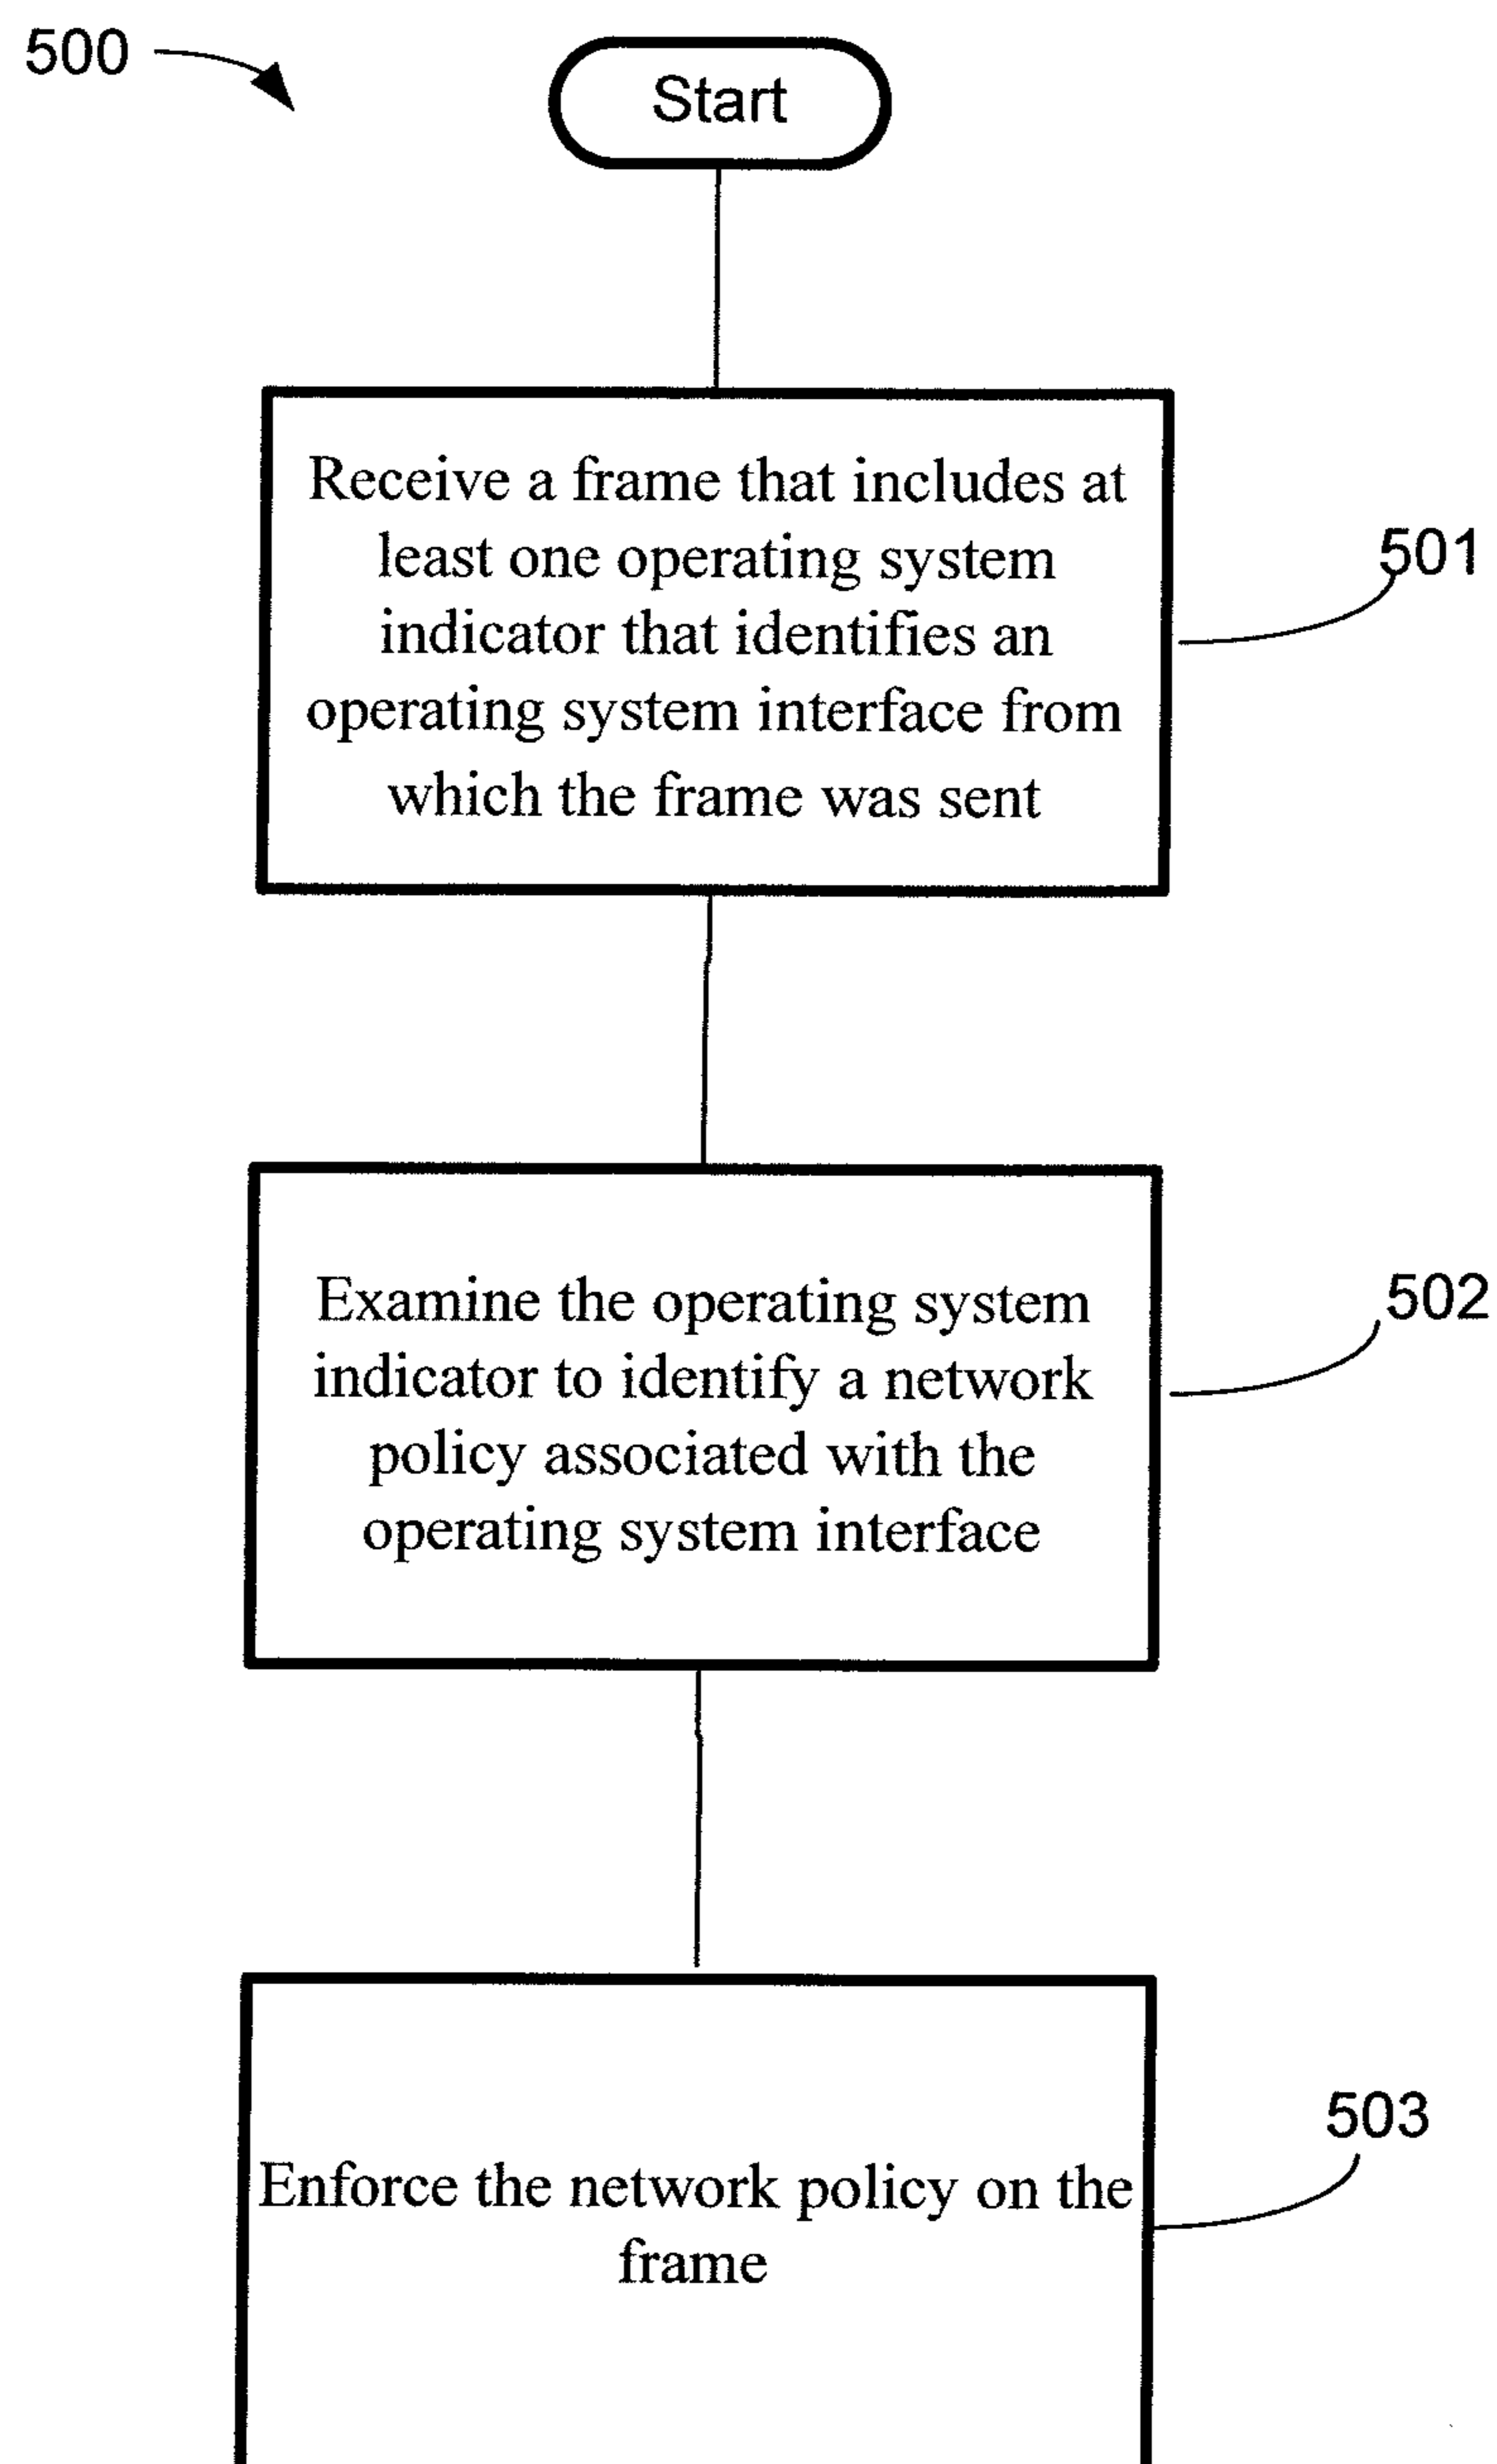 500
Start
Receive a frame that includes at
least one operating system
indicator that identifies an
operating system interface from
which the frame was sent
501
Examine the operating system
indicator to identify a network
policy associated with the
operating system interface
502
Enforce the network policy on the
frame
503